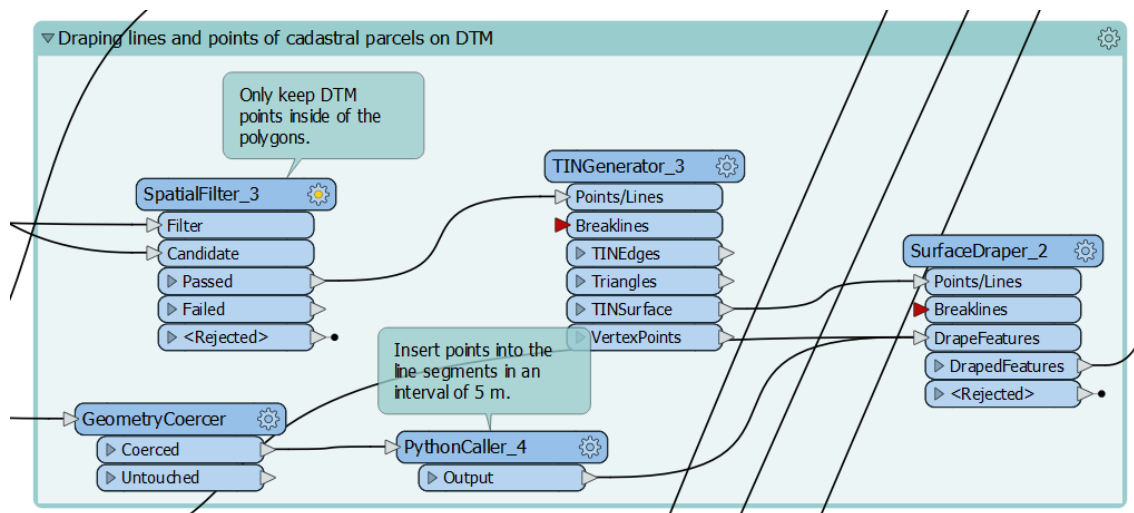 Draping lines and points of cadastral parcels on DTM
Only keep DTM
points inside of the
polygons.
SpatialFilter_3
Filter
Candidate
Passed
Failed
<Rejected>
TINGenerator_3
Points/Lines
Breaklines
TINEdges
Triangles
TINSurface
VertexPoints
SurfaceDraper_2
Points/Lines
Breaklines
DrapeFeatures
DrapedFeatures
<Rejected>
Insert points into the
line segments in an
interval of 5 m.
GeometryCoercer
Coerced
Untouched
PythonCaller_4
Output